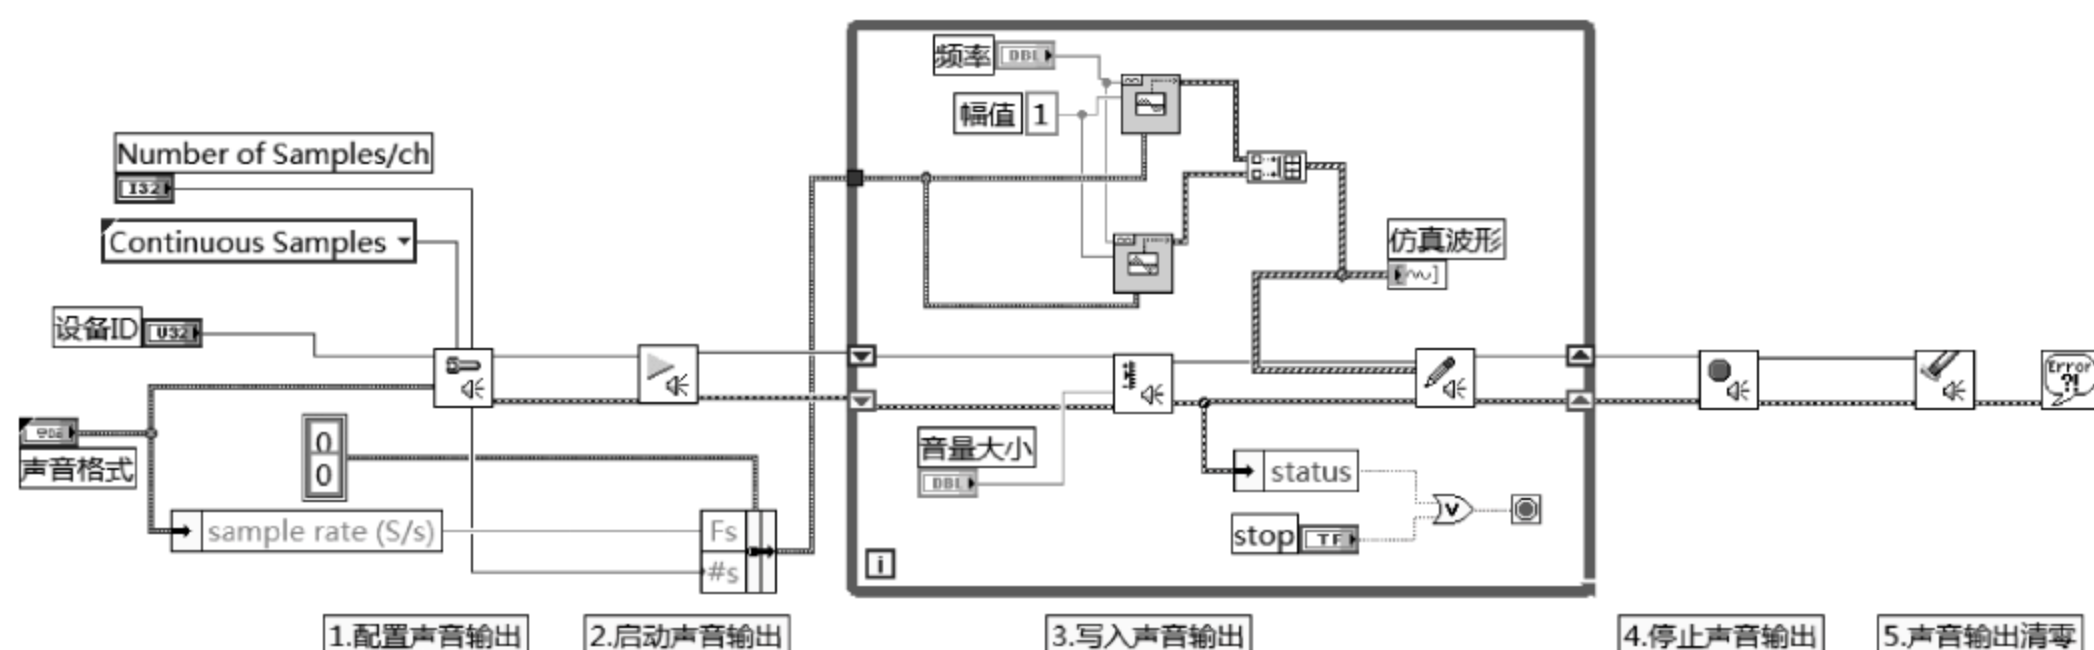 频率
DBL
幅值 1
Number of Samples/ch
I32
Continuous Samples
仿真波形
设备ID
U32
Error
?!
声音格式
0
0
音量大小
DBL
status
V
sample rate (S/s)
Fs
#s
stop
TF
i
1.配置声音输出
2.启动声音输出
3.写入声音输出
4.停止声音输出
5.声音输出清零